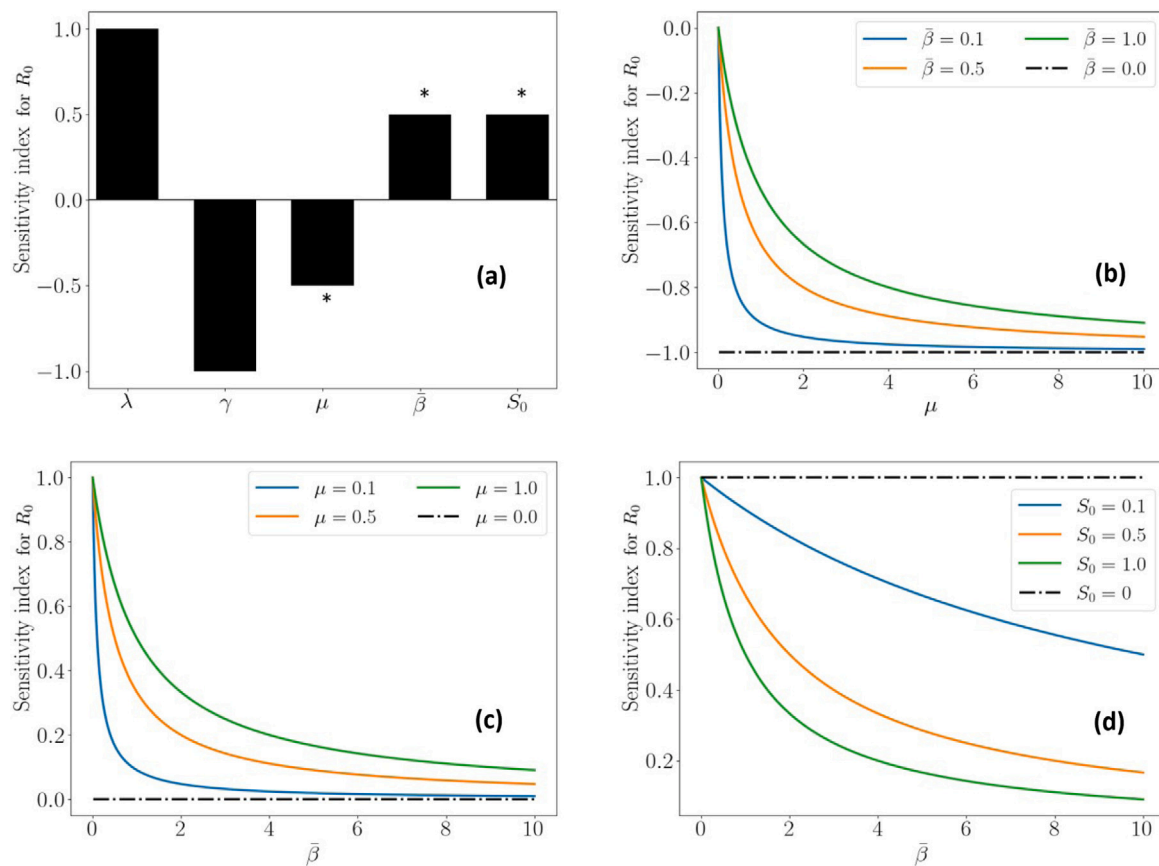 Sensitivity index for R₀
1.0
0.5
0.0
−0.5
−1.0
*
*
*
(a)
λ γ μ β̄ S₀
Sensitivity index for R₀
0.0
−0.2
−0.4
−0.6
−0.8
−1.0
β̄ = 0.1 β̄ = 1.0
β̄ = 0.5 β̄ = 0.0
(b)
0 2 4 6 8 10
μ
Sensitivity index for R₀
1.0
0.8
0.6
0.4
0.2
0.0
μ = 0.1 μ = 1.0
μ = 0.5 μ = 0.0
(c)
0 2 4 6 8 10
β̄
Sensitivity index for R₀
1.0
0.8
0.6
0.4
0.2
S₀ = 0.1
S₀ = 0.5
S₀ = 1.0
S₀ = 0
(d)
0 2 4 6 8 10
β̄